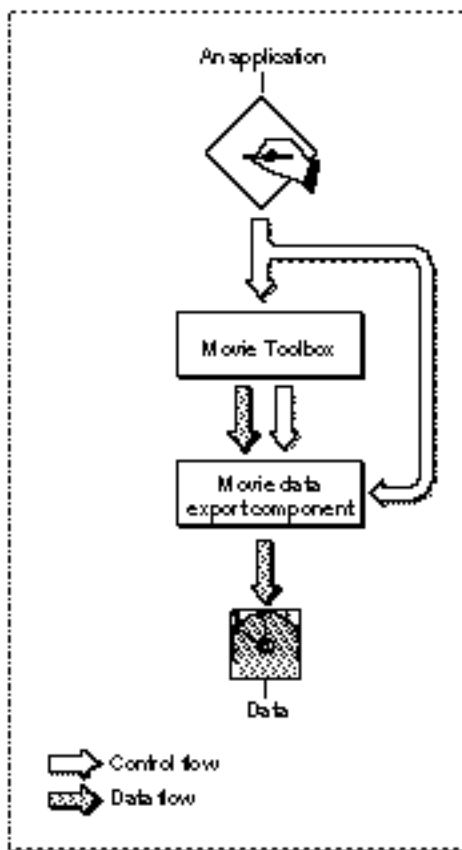 An application
Movie Toolbox
Movie data
export component
Data
Control flow
Data flow